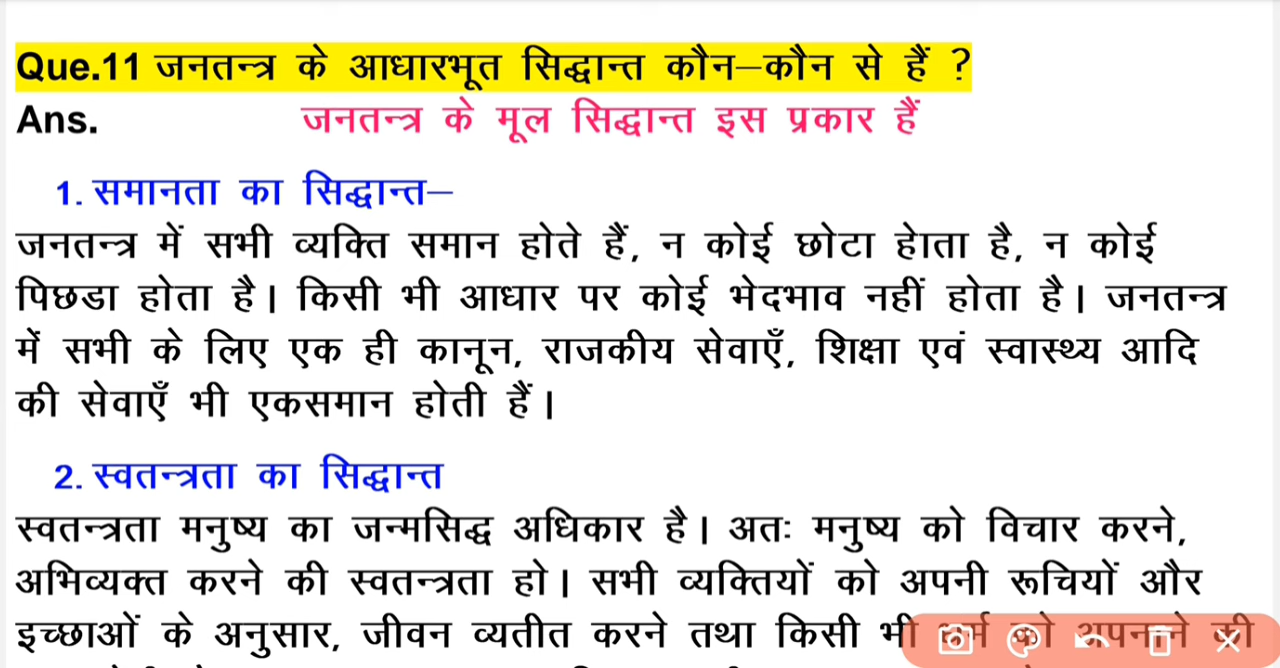 Que.11 जनतन्त्र के आधारभूत सिद्धान्त कौन–कौन से हैं ?
Ans. जनतन्त्र के मूल सिद्धान्त इस प्रकार हैं
1. समानता का सिद्धान्त–
जनतन्त्र में सभी व्यक्ति समान होते हैं, न कोई छोटा हेाता है, न कोई
पिछडा होता है। किसी भी आधार पर कोई भेदभाव नहीं होता है। जनतन्त्र
में सभी के लिए एक ही कानून, राजकीय सेवाएँ, शिक्षा एवं स्वास्थ्य आदि
की सेवाएँ भी एकसमान होती हैं।
2. स्वतन्त्रता का सिद्धान्त
स्वतन्त्रता मनुष्य का जन्मसिद्ध अधिकार है। अतः मनुष्य को विचार करने,
अभिव्यक्त करने की स्वतन्त्रता हो। सभी व्यक्तियों को अपनी रूचियों और
इच्छाओं के अनुसार, जीवन व्यतीत करने तथा किसी भी धर्म को अपनाने की